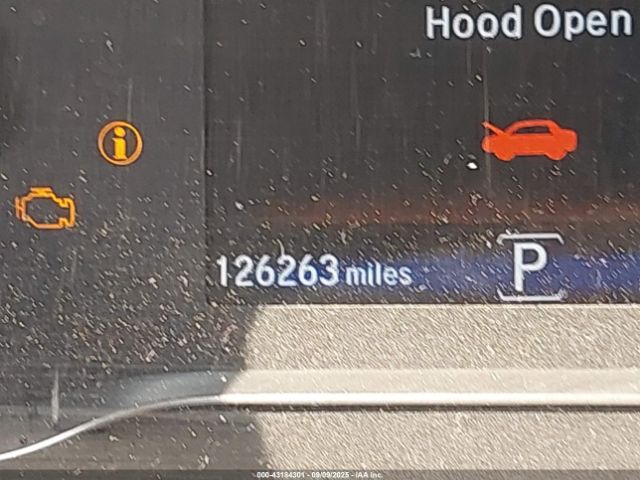 Hood Open
126263 miles
P
000-43184301 - 09/09/2025 - IAA Inc.